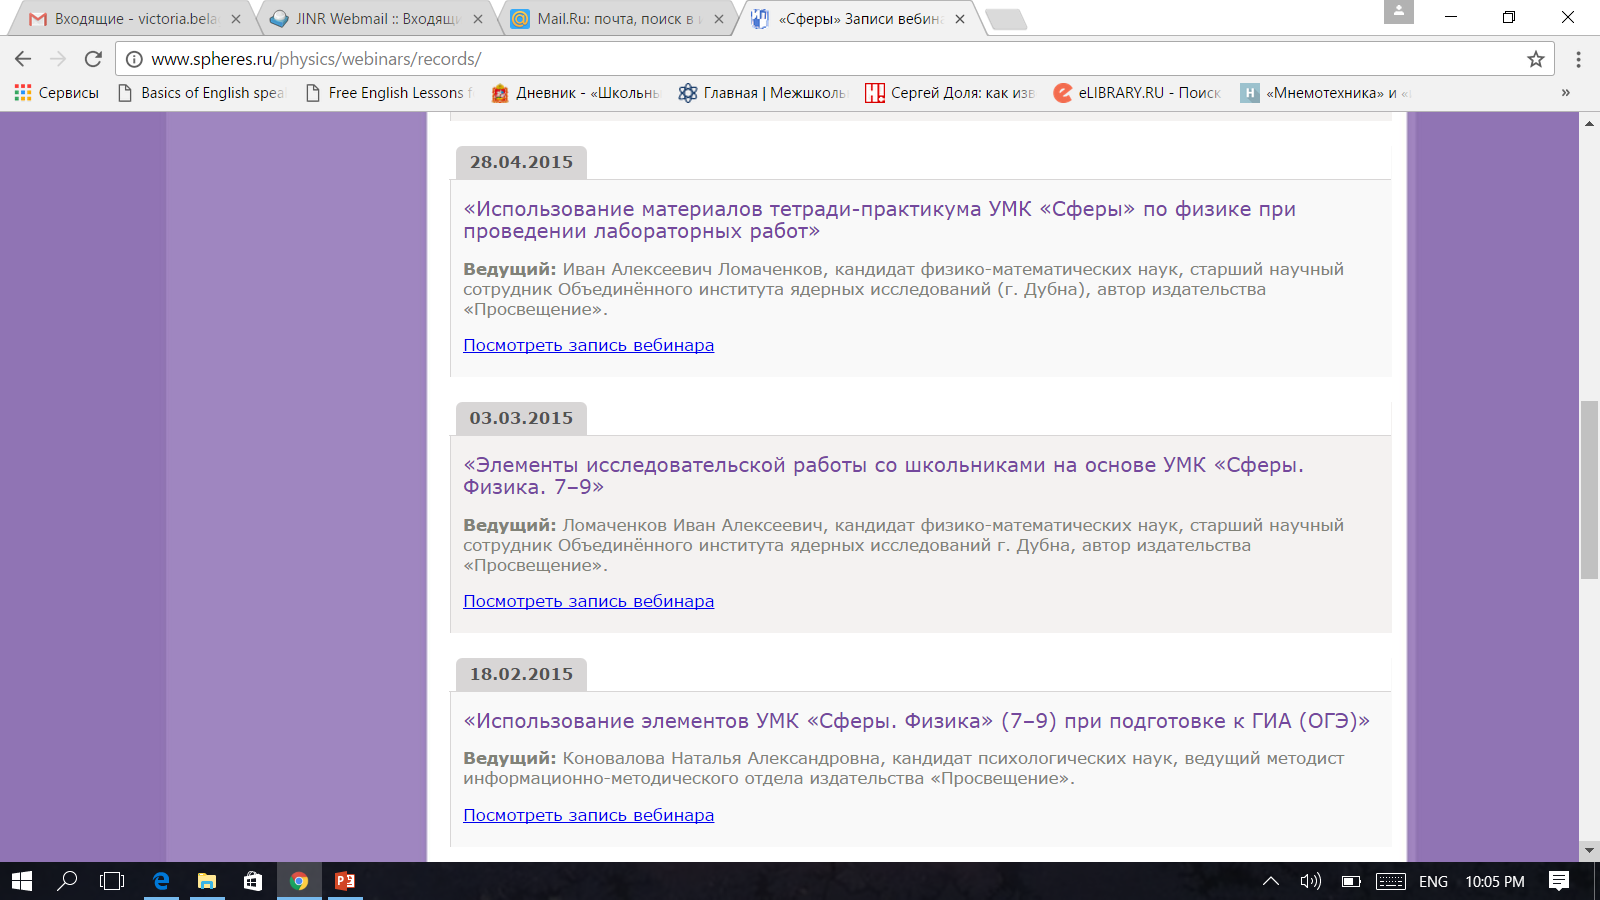 Входящие - victoria.bela
JINR Webmail :: Входящи
Mail.Ru: почта, поиск в и
«Сферы» Записи вебин
www.spheres.ru/physics/webinars/records/
Сервисы
Basics of English spea
Free English Lessons f
Дневник - «Школьны
Главная | Межшколь
Сергей Доля: как изв
eLIBRARY.RU - Поиск
«Мнемотехника» и «
»
28.04.2015
«Использование материалов тетради-практикума УМК «Сферы» по физике при
проведении лабораторных работ»
Ведущий: Иван Алексеевич Ломаченков, кандидат физико-математических наук, старший научный
сотрудник Объединённого института ядерных исследований (г. Дубна), автор издательства
«Просвещение».
Посмотреть запись вебинара
03.03.2015
«Элементы исследовательской работы со школьниками на основе УМК «Сферы.
Физика. 7–9»
Ведущий: Ломаченков Иван Алексеевич, кандидат физико-математических наук, старший научный
сотрудник Объединённого института ядерных исследований г. Дубна, автор издательства
«Просвещение».
Посмотреть запись вебинара
18.02.2015
«Использование элементов УМК «Сферы. Физика» (7–9) при подготовке к ГИА (ОГЭ)»
Ведущий: Коновалова Наталья Александровна, кандидат психологических наук, ведущий методист
информационно-методического отдела издательства «Просвещение».
Посмотреть запись вебинара
ENG
10:05 PM